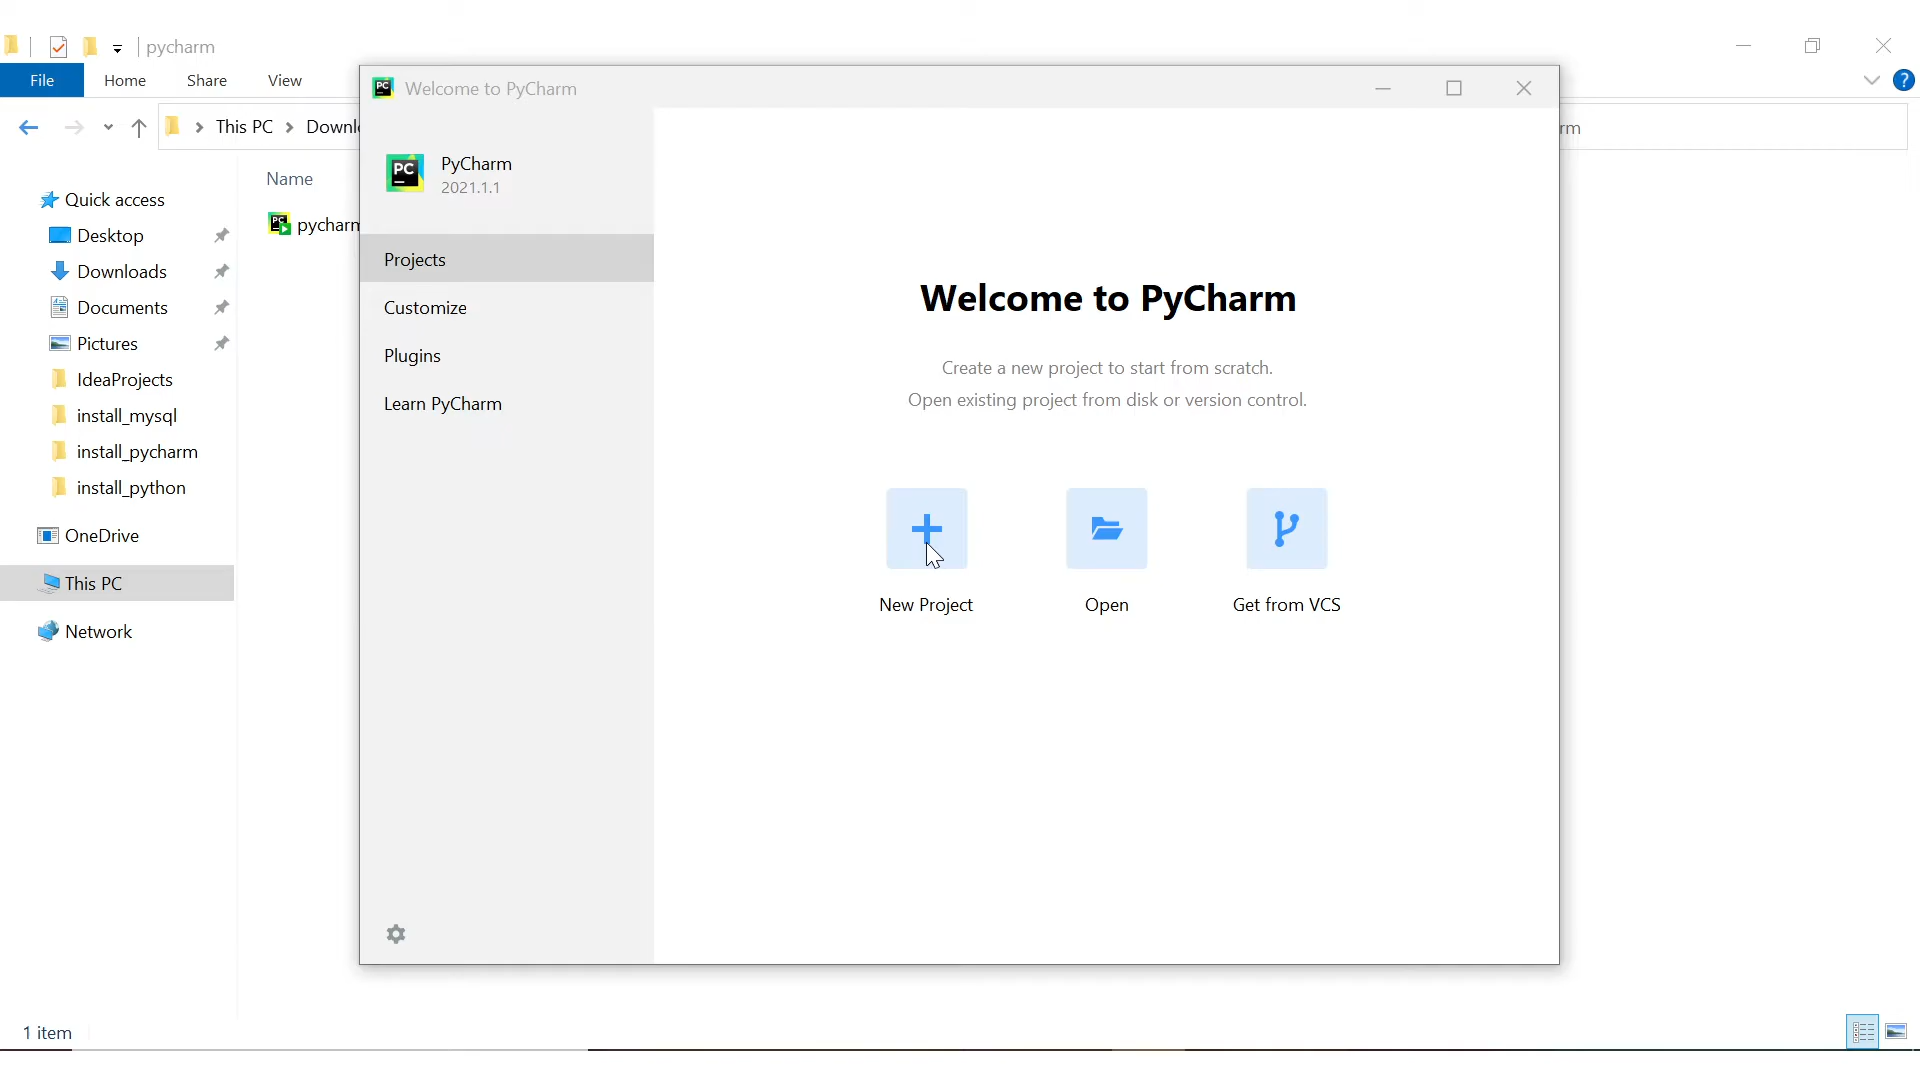 pycharm
File
Home
Share
View
This PC
Quick access
Desktop
Downloads
Documents
Pictures
IdeaProjects
install_mysql
install_pycharm
install_python
OneDrive
This PC
Network
Name
PC
Welcome to PyCharm
PC
PyCharm
2021.1.1
Projects
Customize
Plugins
Learn PyCharm
Welcome to PyCharm
Create a new project to start from scratch.
Open existing project from disk or version control.
New Project
Open
Get from VCS
?
1 item